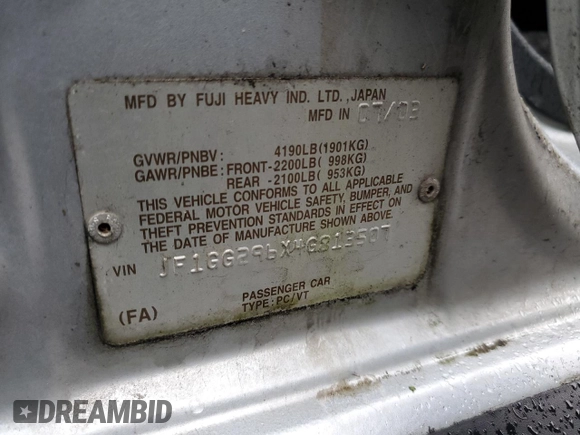 MFD BY FUJI HEAVY IND. LTD., JAPAN
MFD IN
GVWR/PNBV: 4190LB(1901KG)
GAWR/PNBE: FRONT-2200LB( 998KG)
REAR -2100LB( 953KG)
THIS VEHICLE CONFORMS TO ALL APPLICABLE
FEDERAL MOTOR VEHICLE SAFETY, BUMPER, AND
THEFT PREVENTION STANDARDS IN EFFECT ON
THE DATE OF MANUFACTURE SHOWN ABOVE.
VIN
PASSENGER CAR
(FA) TYPE: PC/VT
DREAMBID